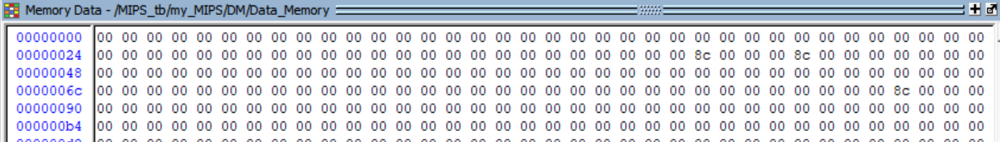 Memory Data - /MIPS_tb/my_MIPS/DM/Data_Memory
00000000 00 00 00 00 00 00 00 00 00 00 00 00 00 00 00 00 00 00 00 00 00 00 00 00 00 00 00 00 00 00 00 00 00 00 00 00
00000024 00 00 00 00 00 00 00 00 00 00 00 00 00 00 00 00 00 00 00 00 00 00 00 00 8c 00 00 00 8c 00 00 00 00 00 00 00
00000048 00 00 00 00 00 00 00 00 00 00 00 00 00 00 00 00 00 00 00 00 00 00 00 00 00 00 00 00 00 00 00 00 00 00 00 00
0000006c 00 00 00 00 00 00 00 00 00 00 00 00 00 00 00 00 00 00 00 00 00 00 00 00 00 00 00 00 00 00 00 00 8c 00 00 00
00000090 00 00 00 00 00 00 00 00 00 00 00 00 00 00 00 00 00 00 00 00 00 00 00 00 00 00 00 00 00 00 00 00 00 00 00 00
000000b4 00 00 00 00 00 00 00 00 00 00 00 00 00 00 00 00 00 00 00 00 00 00 00 00 00 00 00 00 00 00 00 00 00 00 00 00